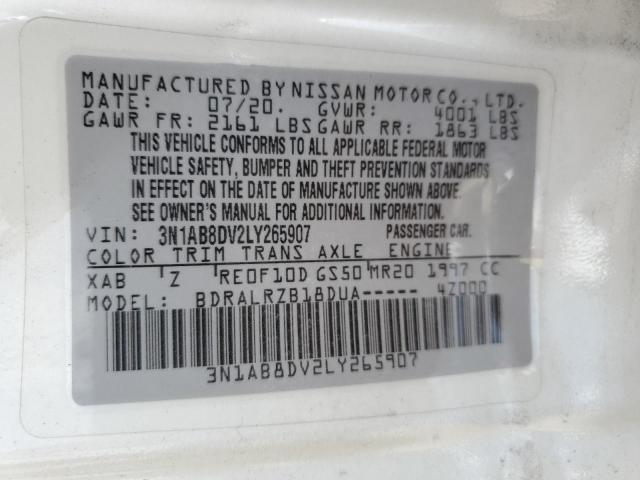 MANUFACTURED BY NISSAN MOTOR CO., LTD.
DATE: 07/20. GVWR: 4001 LBS
GAWR FR: 2161 LBS GAWR RR: 1863 LBS
THIS VEHICLE CONFORMS TO ALL APPLICABLE FEDERAL MOTOR
VEHICLE SAFETY, BUMPER AND THEFT PREVENTION STANDARDS
IN EFFECT ON THE DATE OF MANUFACTURE SHOWN ABOVE.
SEE OWNER'S MANUAL FOR ADDITIONAL INFORMATION.
VIN: 3N1AB8DV2LY265907 PASSENGER CAR.
COLOR TRIM TRANS AXLE ENGINE
XAB Z RE0F10D GS50 MR20 1997 CC
MODEL: BDRALRZB18DUA----- 4Z000
3N1AB8DV2LY265907